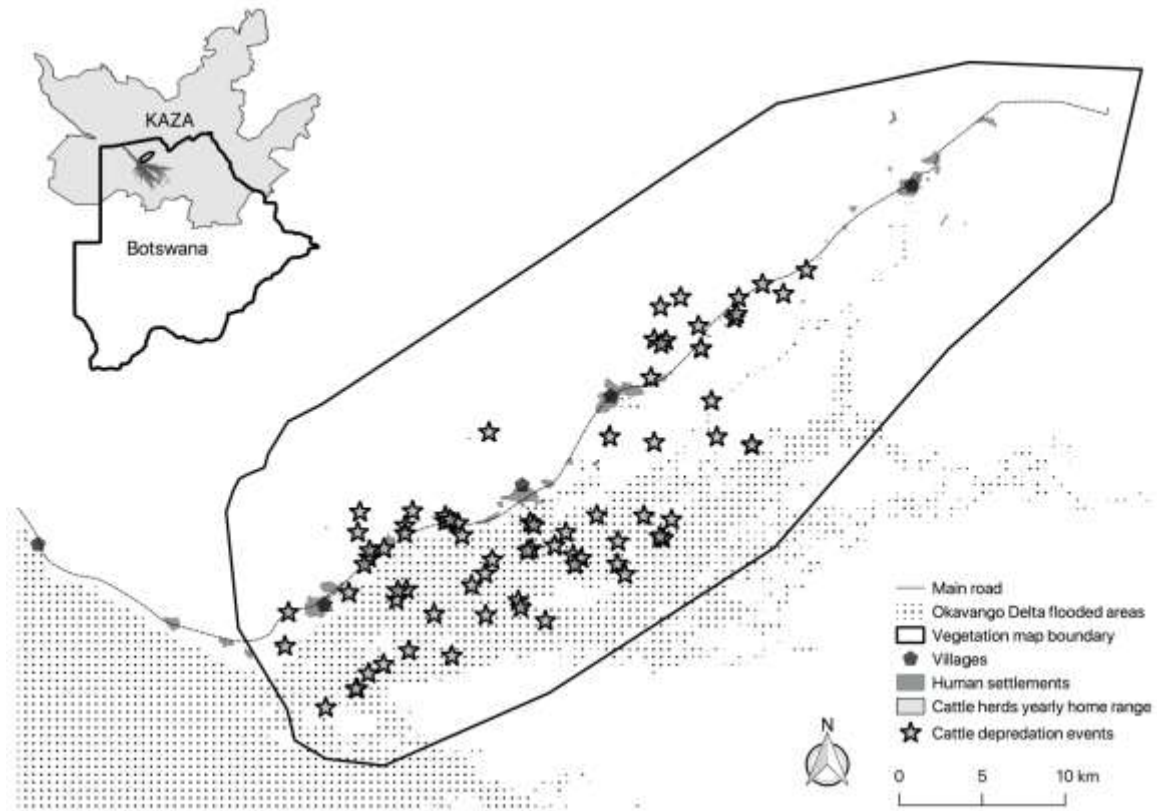 KAZA
Botswana
Main road
Okavango Delta flooded areas
Vegetation map boundary
Villages
Human settlements
Cattle herds yearly home range
Cattle depredation events
N
0 5 10 km